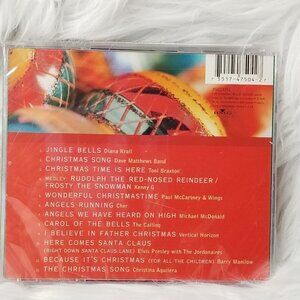 75517-47504-2
JINGLE BELLS Diana Krall
CHRISTMAS SONG Dave Matthews Band
CHRISTMAS TIME IS HERE Toni Braxton
MEDLEY: RUDOLPH THE RED-NOSED REINDEER/
FROSTY THE SNOWMAN Kenny G
WONDERFUL CHRISTMASTIME Paul McCartney & Wings
ANGELS RUNNING Cher
ANGELS WE HAVE HEARD ON HIGH Michael McDonald
CAROL OF THE BELLS The Calling
I BELIEVE IN FATHER CHRISTMAS Vertical Horizon
HERE COMES SANTA CLAUS
(RIGHT DOWN SANTA CLAUS LANE) Elvis Presley with The Jordanaires
BECAUSE IT'S CHRISTMAS (FOR ALL THE CHILDREN) Barry Manilow
THE CHRISTMAS SONG Christina Aguilera